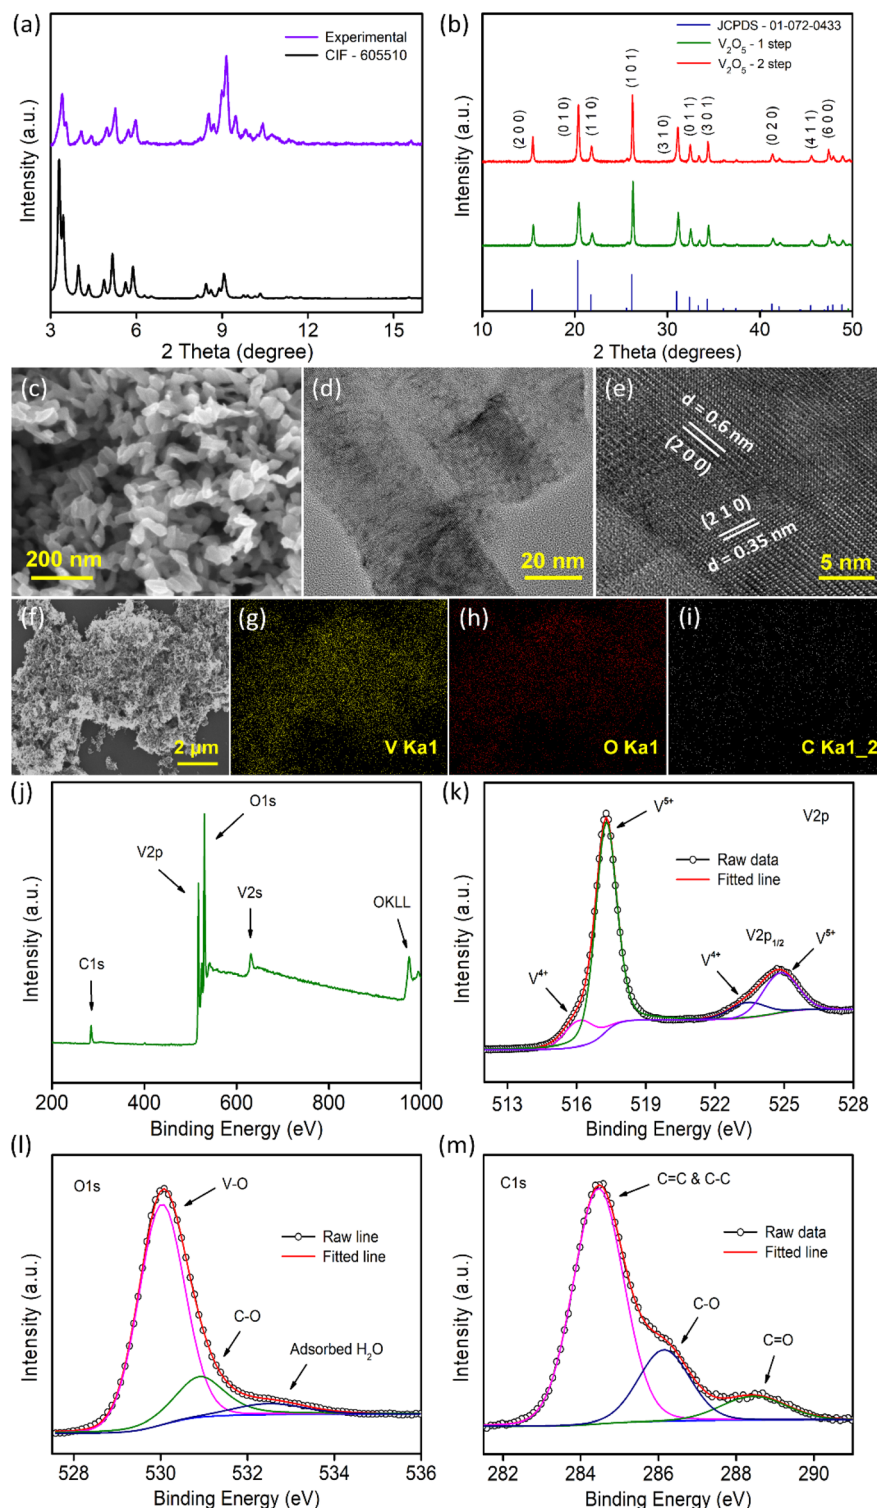 (a)
Experimental
CIF - 605510
Intensity (a.u.)
3 6 9 12 15
2 Theta (degree)
(b)
JCPDS - 01-072-0433
V₂O₅ - 1 step
V₂O₅ - 2 step
(2 0 0)
(0 1 0)
(1 1 0)
(1 0 1)
(3 1 0)
(0 1 1)
(3 0 1)
(0 2 0)
(4 1 1)
(6 0 0)
Intensity (a.u.)
10 20 30 40 50
2 Theta (degrees)
(c)
200 nm
(d)
20 nm
(e)
d = 0.6 nm
(2 0 0)
(2 1 0)
d = 0.35 nm
5 nm
(f)
2 µm
(g)
V Ka1
(h)
O Ka1
(i)
C Ka1_2
(j)
O1s
V2p
V2s
OKLL
C1s
Intensity (a.u.)
200 400 600 800 1000
Binding Energy (eV)
(k)
V⁵⁺
V2p
Raw data
Fitted line
V2p₁/₂
V⁴⁺
V⁵⁺
V⁴⁺
Intensity (a.u.)
513 516 519 522 525 528
Binding Energy (eV)
(l)
O1s
V-O
Raw line
Fitted line
C-O
Adsorbed H₂O
Intensity (a.u.)
528 530 532 534 536
Binding Energy (eV)
(m)
C1s
C=C & C-C
Raw data
Fitted line
C-O
C=O
Intensity (a.u.)
282 284 286 288 290
Binding Energy (eV)